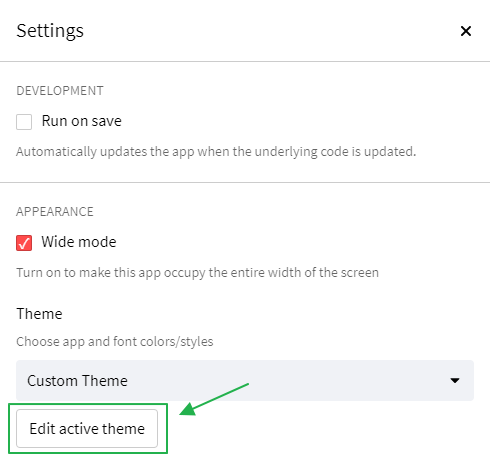 Settings
DEVELOPMENT
Run on save
Automatically updates the app when the underlying code is updated.
APPEARANCE
Wide mode
Turn on to make this app occupy the entire width of the screen
Theme
Choose app and font colors/styles
Custom Theme
Edit active theme